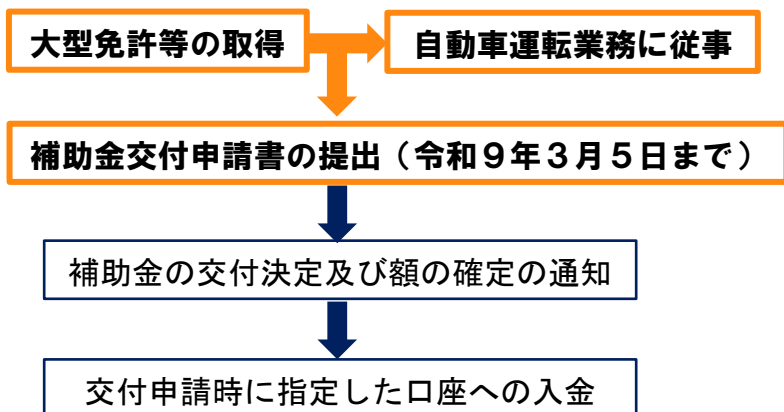 大型免許等の取得
自動車運転業務に従事
補助金交付申請書の提出（令和９年３月５日まで）
補助金の交付決定及び額の確定の通知
交付申請時に指定した口座への入金